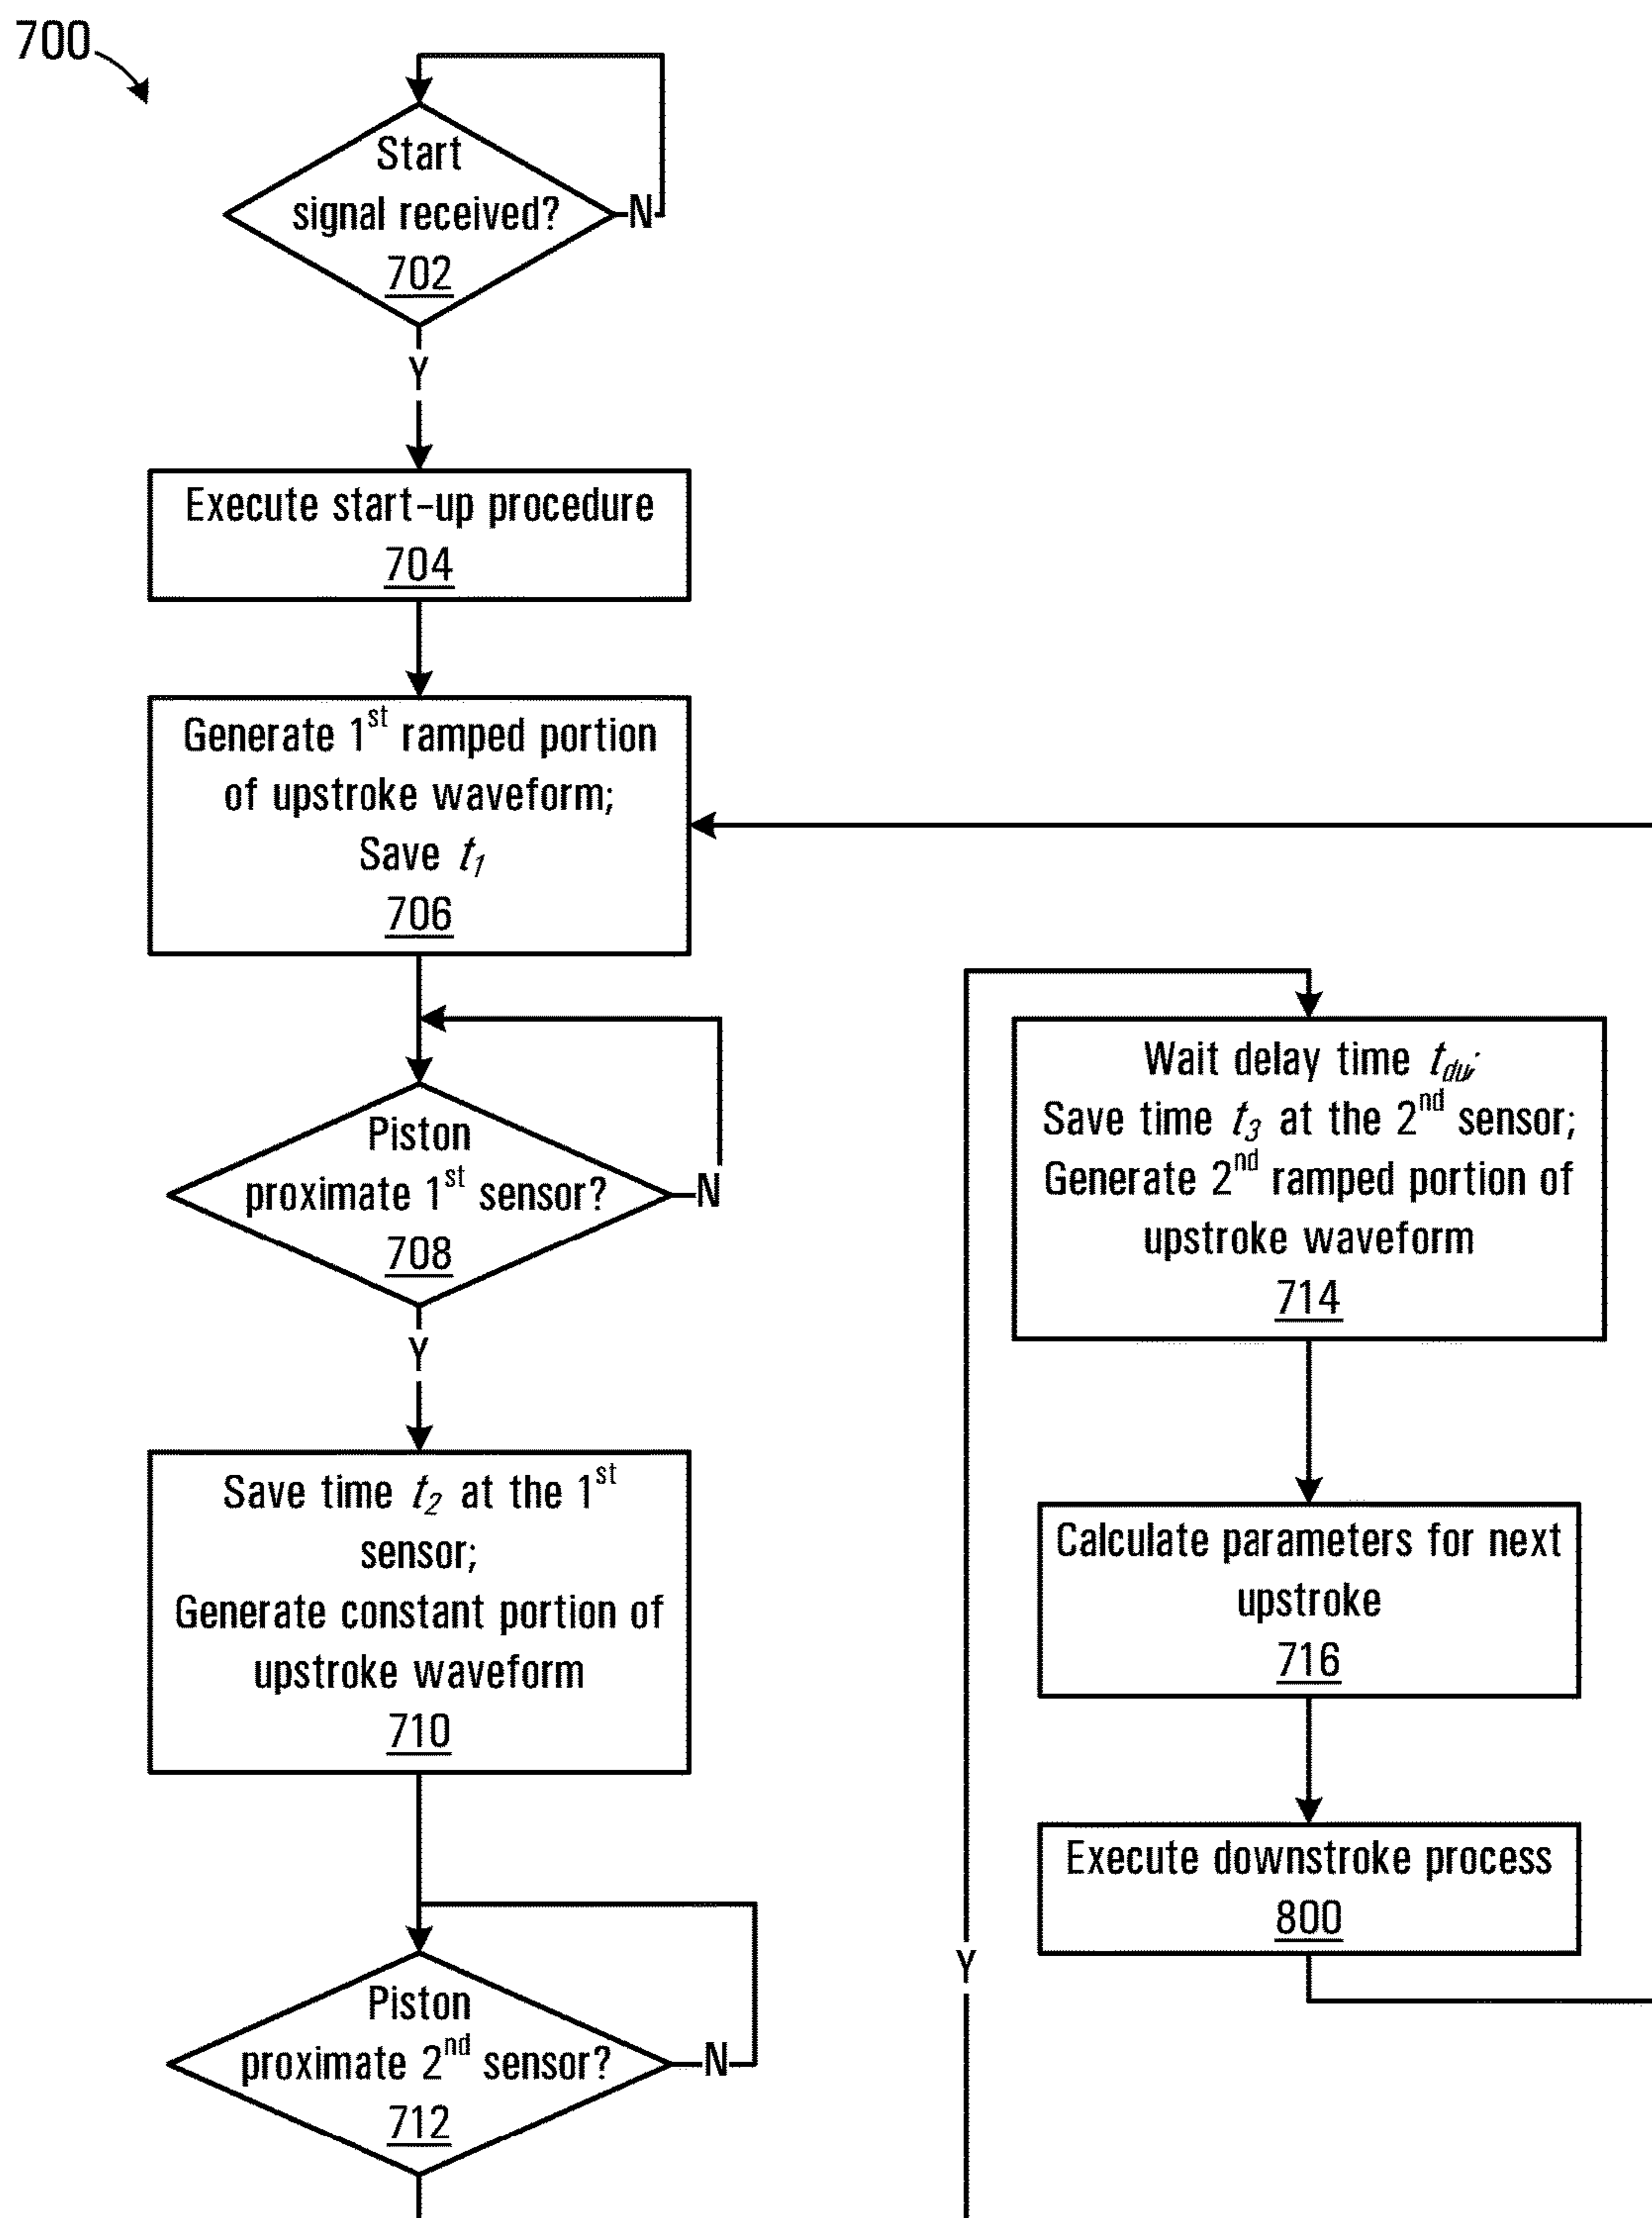 700
Start
signal received?
702
N
Y
Execute start-up procedure
704
Generate 1st ramped portion
of upstroke waveform;
Save t1
706
Piston
proximate 1st sensor?
708
N
Y
Save time t2 at the 1st
sensor;
Generate constant portion of
upstroke waveform
710
Piston
proximate 2nd sensor?
712
N
Y
Wait delay time tdu;
Save time t3 at the 2nd sensor;
Generate 2nd ramped portion of
upstroke waveform
714
Calculate parameters for next
upstroke
716
Execute downstroke process
800